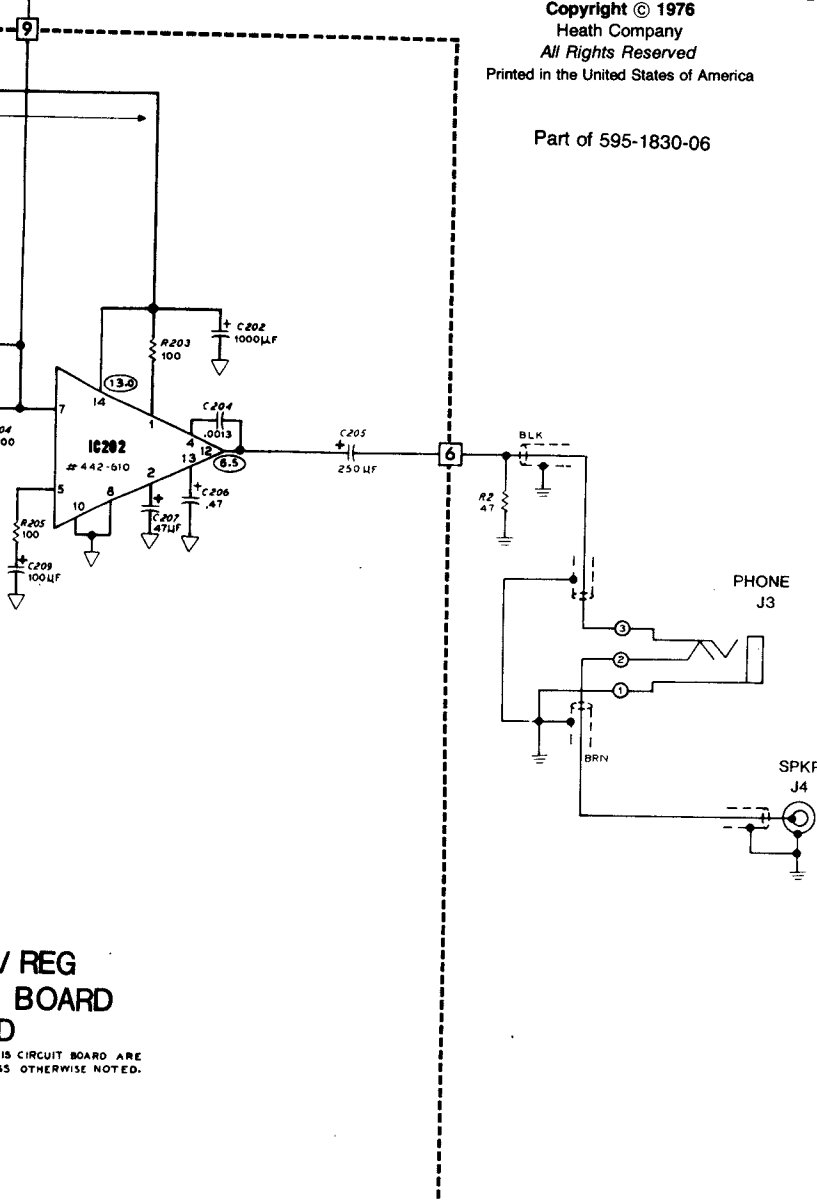 9
Copyright © 1976
Heath Company
All Rights Reserved
Printed in the United States of America
Part of 595-1830-06
C202
1000µF
R203
100
13.0
14
1
7
04
00
C204
.0013
4
12
IC202
# 442-610
13
6.5
2
5
8
10
C205
250µF
6
BLK
R2
47
C206
.47
C207
47µF
R205
100
C209
100µF
PHONE
J3
3
2
1
BRN
SPKR
J4
/ REG
BOARD
D
IS CIRCUIT BOARD ARE
SS OTHERWISE NOTED.